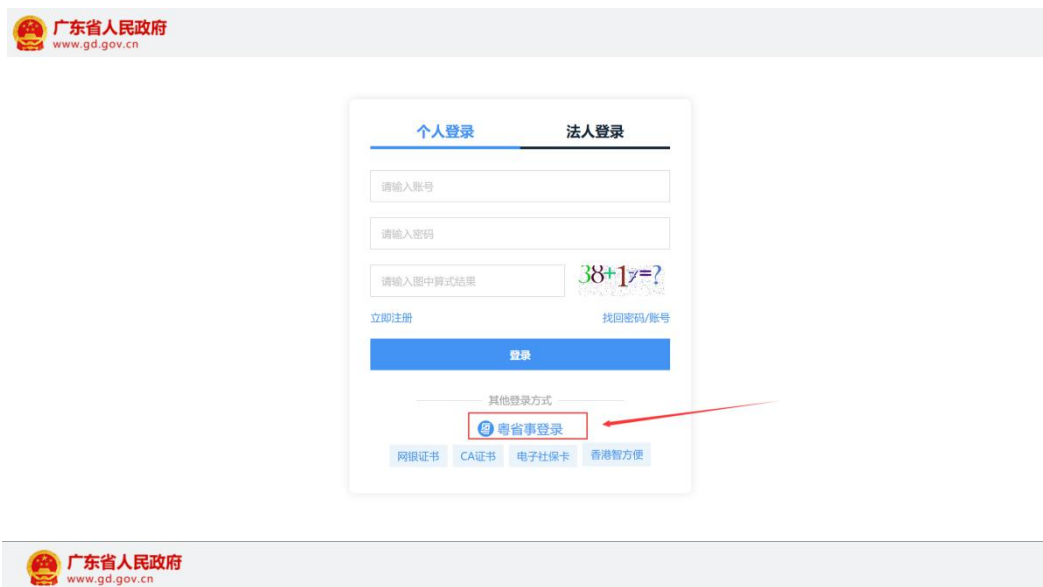 广东省人民政府
www.gd.gov.cn
个人登录 法人登录
请输入账号
请输入密码
请输入图中算式结果 38+17=?
立即注册 找回密码/账号
登录
其他登录方式
粤省事登录
网银证书 CA证书 电子社保卡 香港智方便
广东省人民政府
www.gd.gov.cn